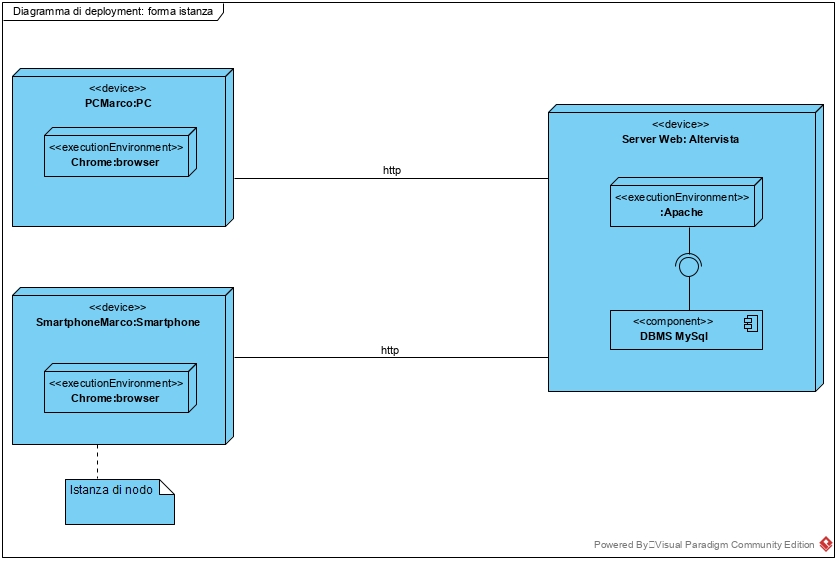 Diagramma di deployment: forma istanza
<<device>>
PCMarco:PC
<<executionEnvironment>>
Chrome:browser
http
<<device>>
Server Web: Altervista
<<executionEnvironment>>
:Apache
<<component>>
DBMS MySql
<<device>>
SmartphoneMarco:Smartphone
<<executionEnvironment>>
Chrome:browser
http
Istanza di nodo
Powered By Visual Paradigm Community Edition